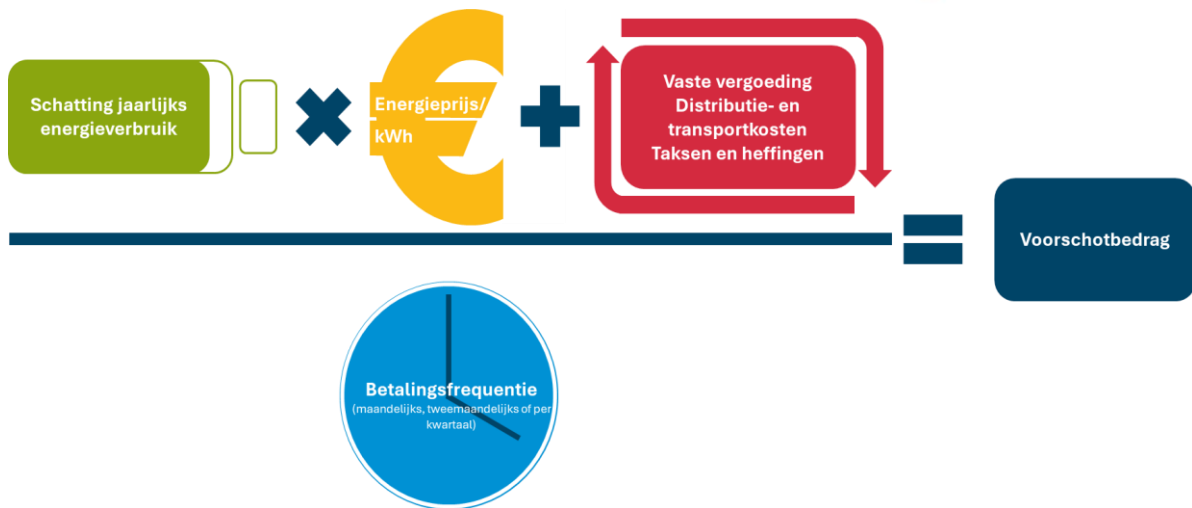 Schatting jaarlijks
energieverbruik
Energieprijs/
kWh
Vaste vergoeding
Distributie- en
transportkosten
Taksen en heffingen
Voorschotbedrag
Betalingsfrequentie
(maandelijks, tweemaandelijks of per
kwartaal)